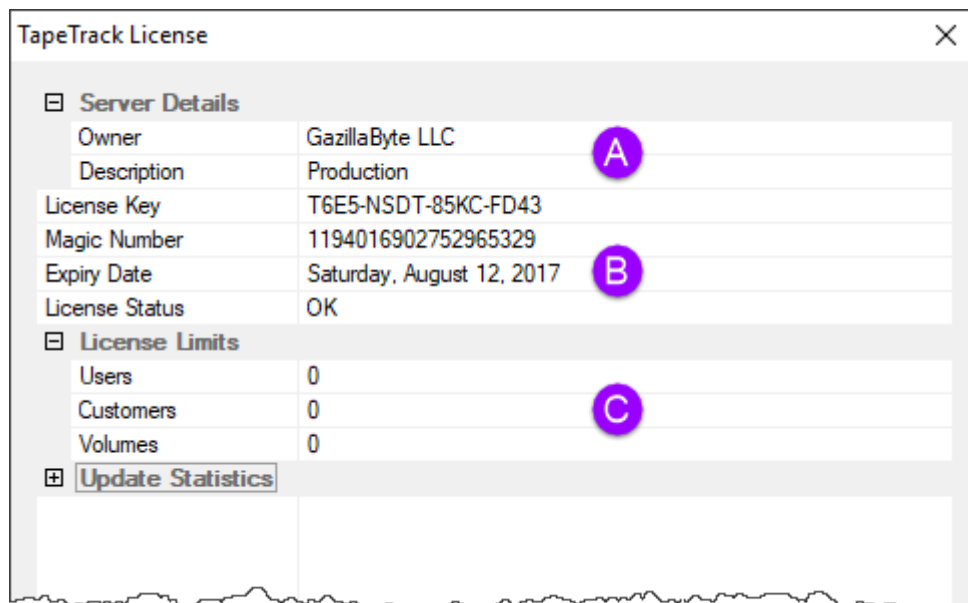 TapeTrack License
Server Details
Owner GazillaByte LLC
A
Description Production
License Key T6E5-NSDT-85KC-FD43
Magic Number 1194016902752965329
Expiry Date Saturday, August 12, 2017
B
License Status OK
License Limits
Users 0
Customers 0
C
Volumes 0
Update Statistics